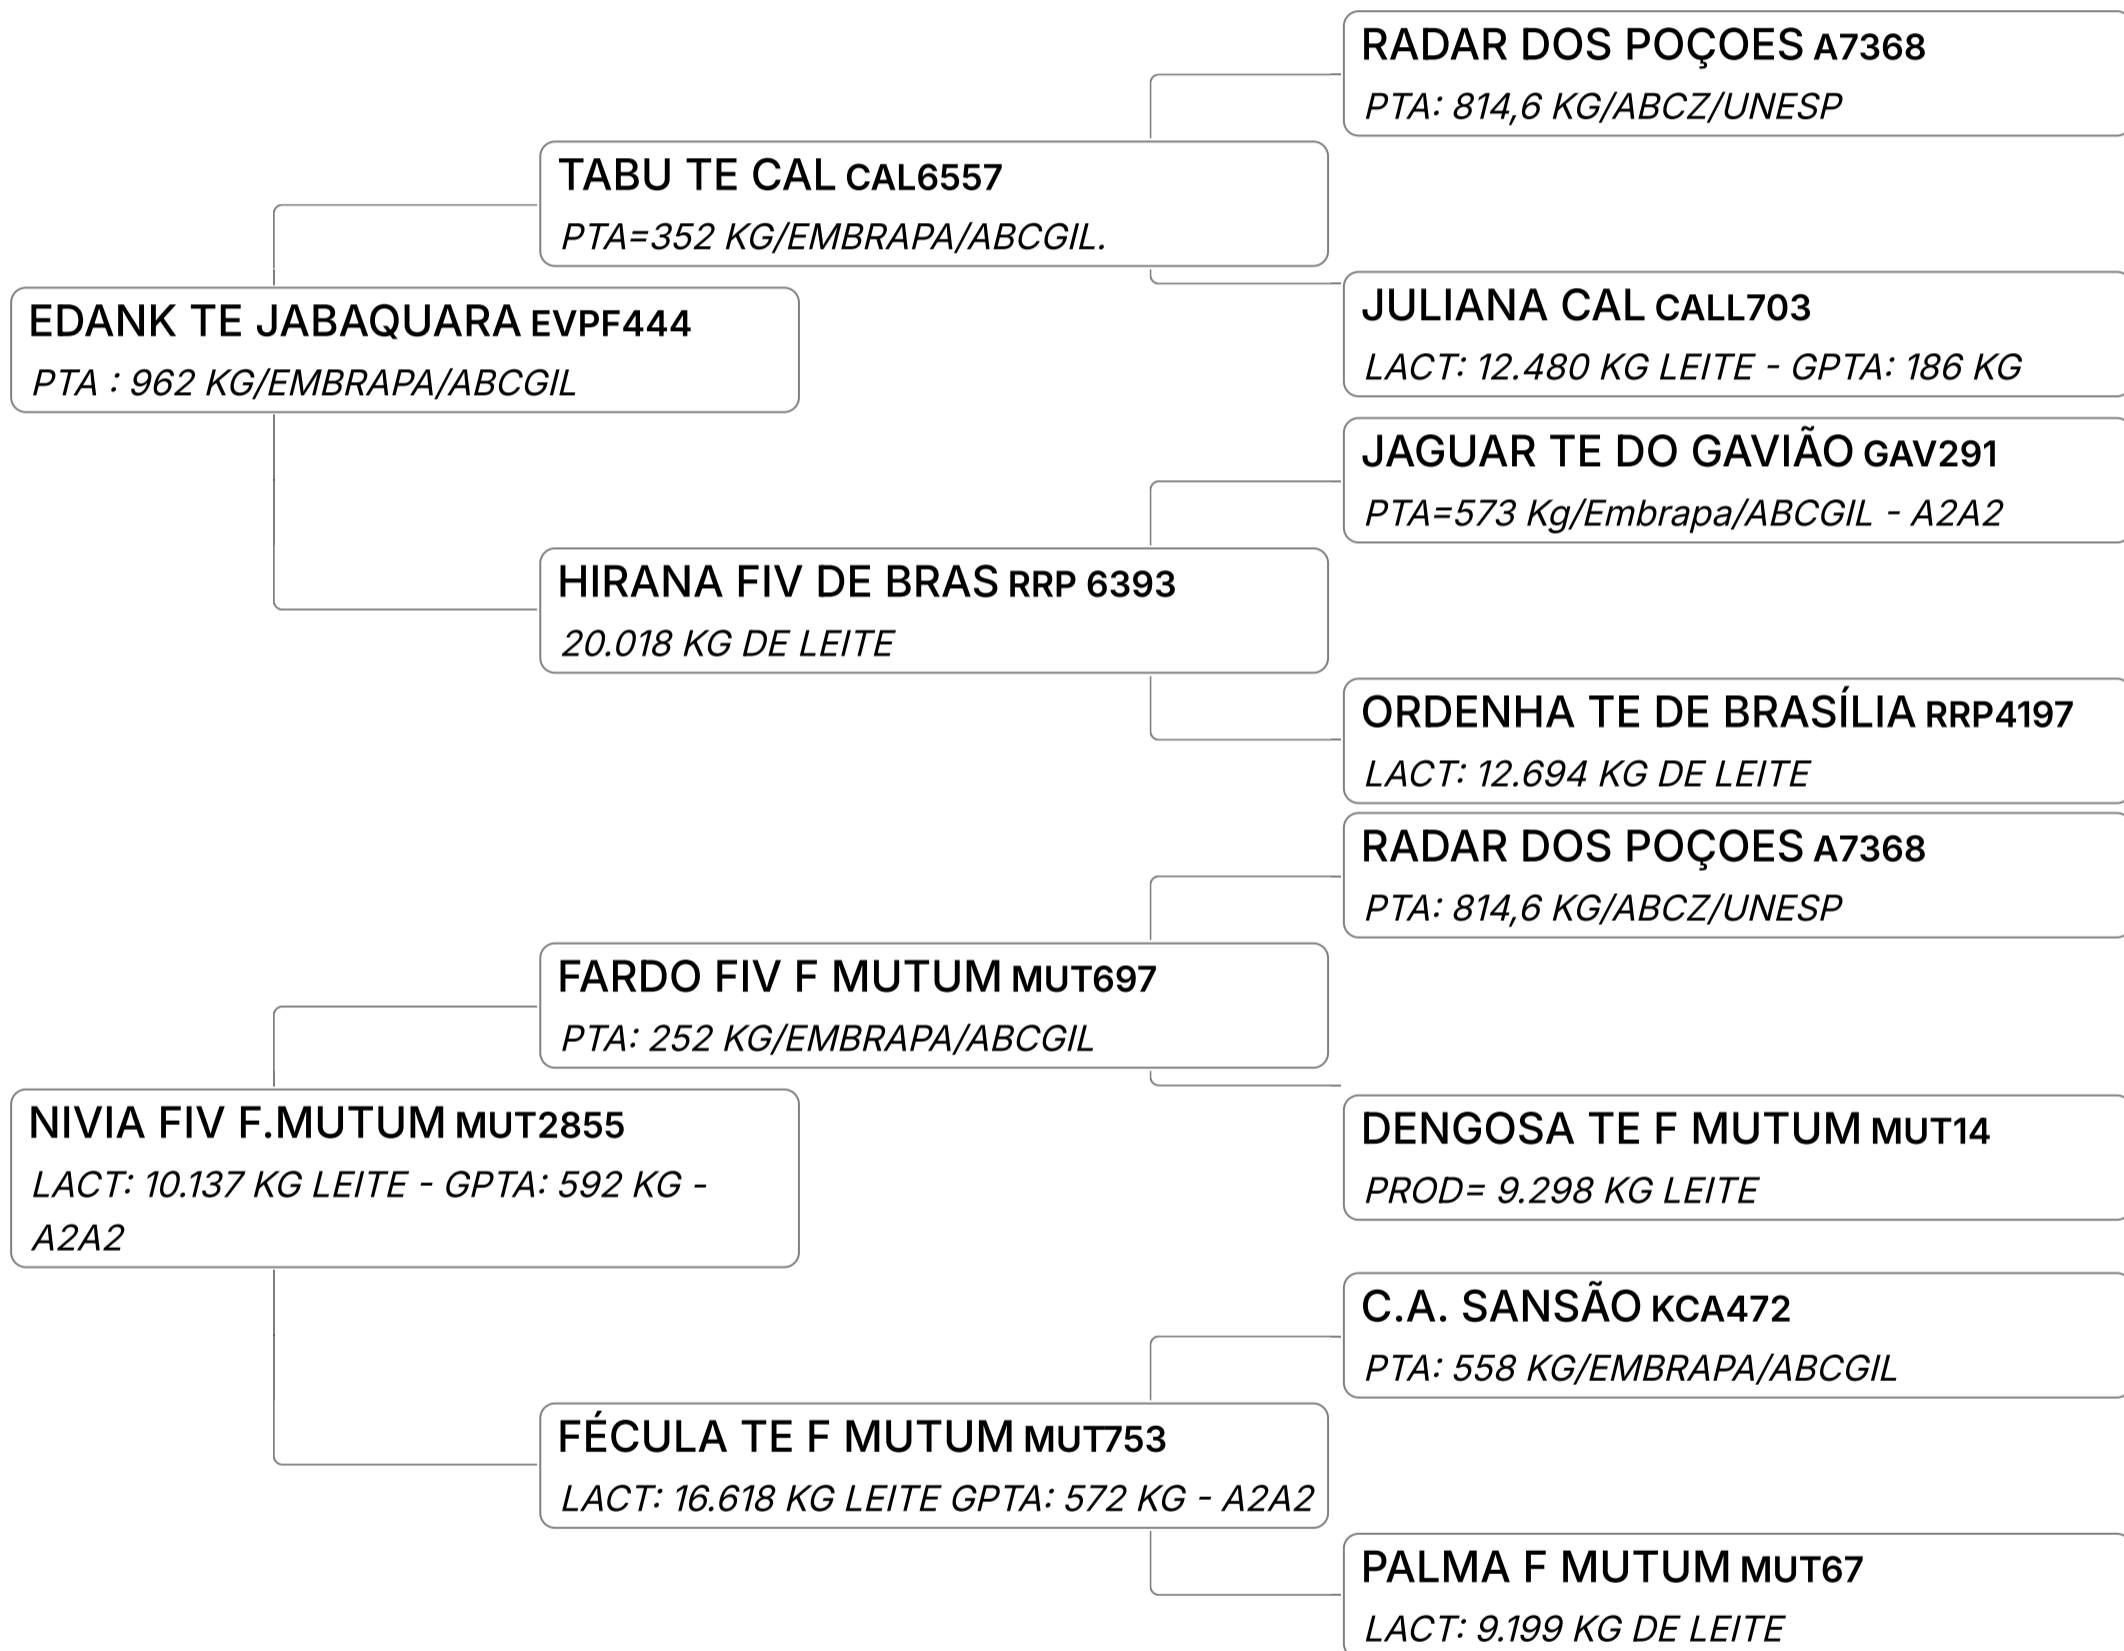 RADAR DOS POÇOES A7368
PTA: 814,6 KG/ABCZ/UNESP
TABU TE CAL CAL6557
PTA=352 KG/EMBRAPA/ABCGIL.
JULIANA CAL CALL703
LACT: 12.480 KG LEITE - GPTA: 186 KG
EDANK TE JABAQUARA EVPF444
PTA : 962 KG/EMBRAPA/ABCGIL
JAGUAR TE DO GAVIÃO GAV291
PTA=573 Kg/Embrapa/ABCGIL - A2A2
HIRANA FIV DE BRAS RRP 6393
20.018 KG DE LEITE
ORDENHA TE DE BRASÍLIA RRP4197
LACT: 12.694 KG DE LEITE
RADAR DOS POÇOES A7368
PTA: 814,6 KG/ABCZ/UNESP
FARDO FIV F MUTUM MUT697
PTA: 252 KG/EMBRAPA/ABCGIL
DENGOSA TE F MUTUM MUT14
PROD= 9.298 KG LEITE
NIVIA FIV F.MUTUM MUT2855
LACT: 10.137 KG LEITE - GPTA: 592 KG -
A2A2
C.A. SANSÃO KCA472
PTA: 558 KG/EMBRAPA/ABCGIL
FÉCULA TE F MUTUM MUT753
LACT: 16.618 KG LEITE GPTA: 572 KG - A2A2
PALMA F MUTUM MUT67
LACT: 9.199 KG DE LEITE